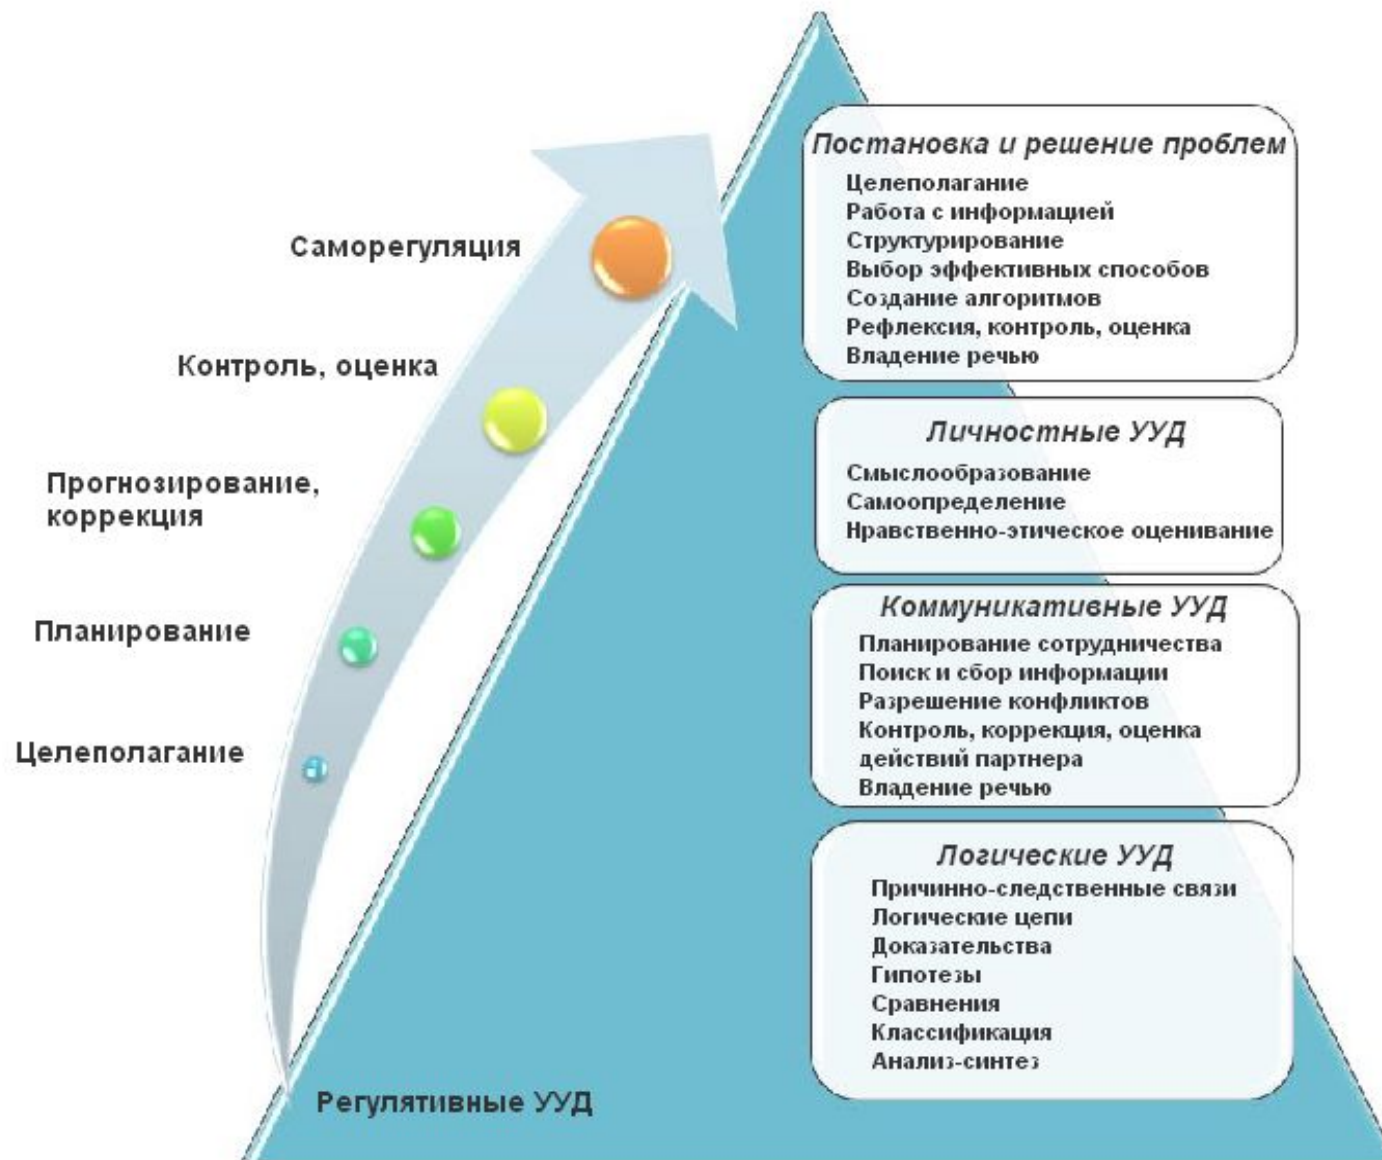 Саморегуляция
Контроль, оценка
Прогнозирование,
коррекция
Планирование
Целеполагание
Регулятивные УУД
Постановка и решение проблем
Целеполагание
Работа с информацией
Структурирование
Выбор эффективных способов
Создание алгоритмов
Рефлексия, контроль, оценка
Владение речью
Личностные УУД
Смыслообразование
Самоопределение
Нравственно-этическое оценивание
Коммуникативные УУД
Планирование сотрудничества
Поиск и сбор информации
Разрешение конфликтов
Контроль, коррекция, оценка
действий партнера
Владение речью
Логические УУД
Причинно-следственные связи
Логические цепи
Доказательства
Гипотезы
Сравнения
Классификация
Анализ-синтез